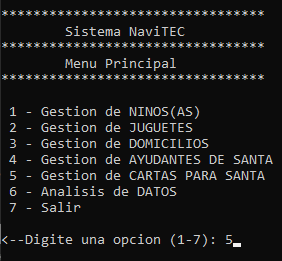 *********************************
Sistema NaviTEC
*********************************
Menu Principal
*********************************
1 - Gestion de NINOS(AS)
2 - Gestion de JUGUETES
3 - Gestion de DOMICILIOS
4 - Gestion de AYUDANTES DE SANTA
5 - Gestion de CARTAS PARA SANTA
6 - Analisis de DATOS
7 - Salir
<--Digite una opcion (1-7): 5